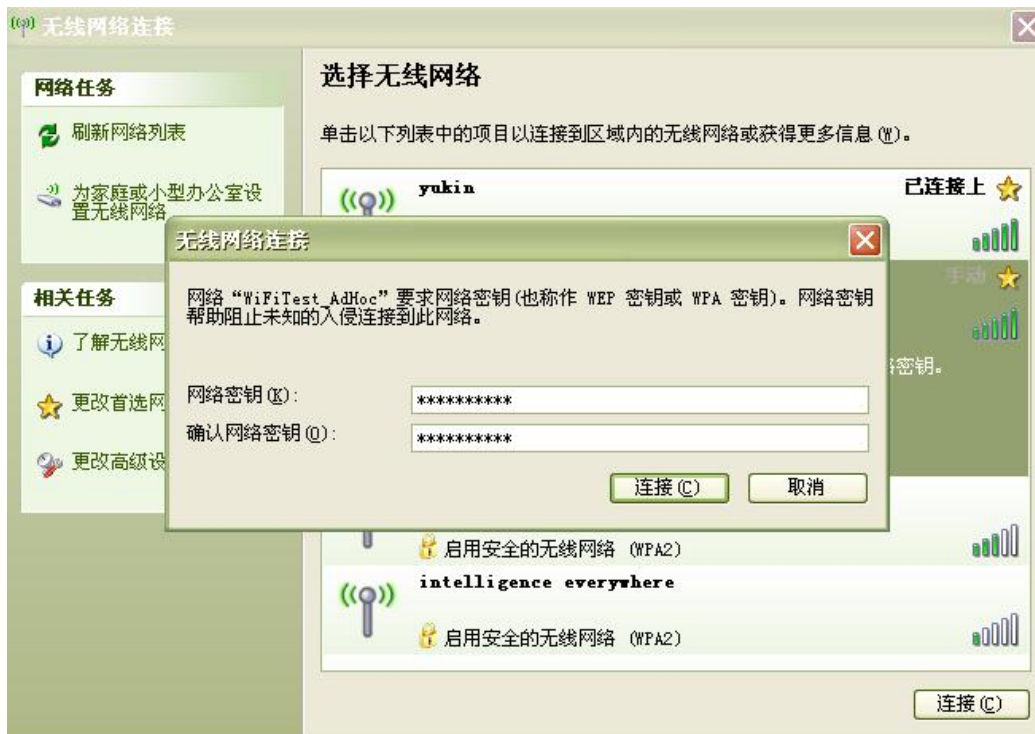 无线网络连接
网络任务
刷新网络列表
为家庭或小型办公室设
置无线网络
相关任务
了解无线网
更改首选网
更改高级设
选择无线网络
单击以下列表中的项目以连接到区域内的无线网络或获得更多信息(W)。
yukin
已连接上
手动
密钥。
无线网络连接
网络“WiFiTest_AdHoc”要求网络密钥(也称作 WEP 密钥或 WPA 密钥)。网络密钥
帮助阻止未知的入侵连接到此网络。
网络密钥(K):
**********
确认网络密钥(O):
**********
连接(C)
取消
启用安全的无线网络 (WPA2)
intelligence everywhere
启用安全的无线网络 (WPA2)
连接(C)